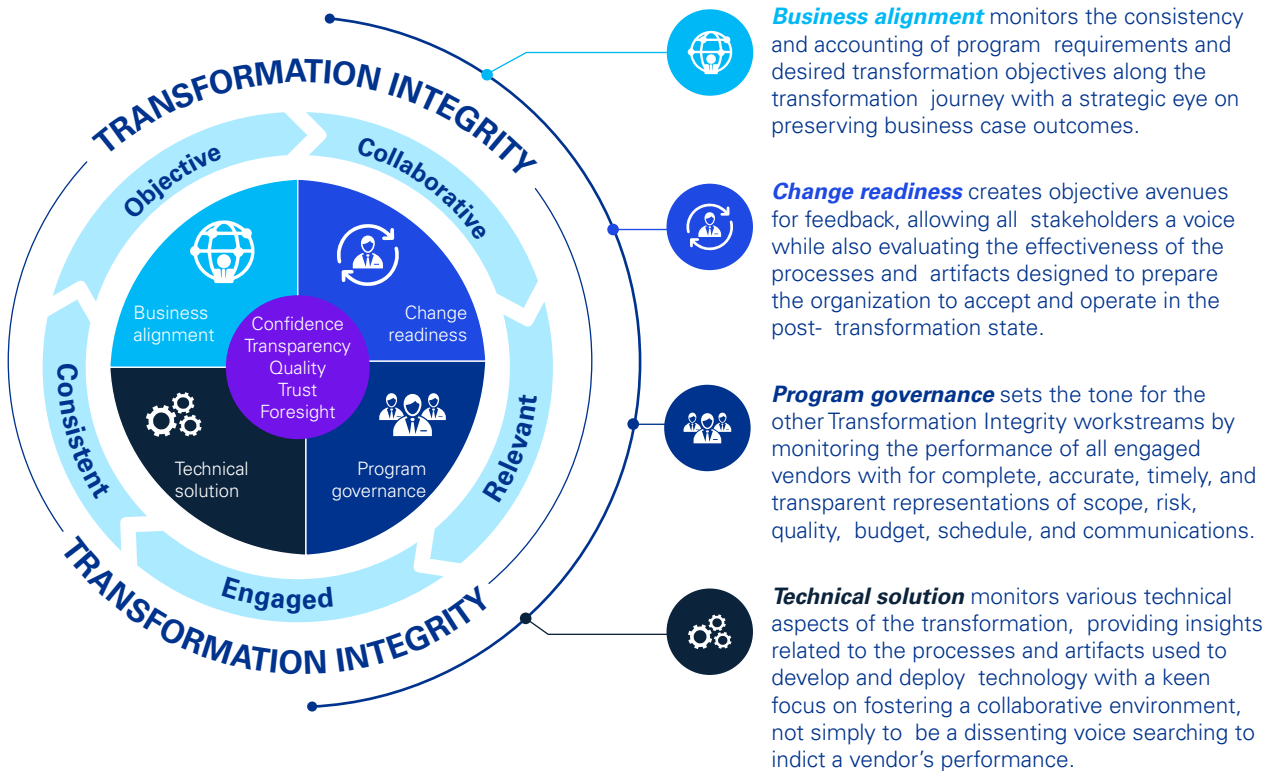 TRANSFORMATION INTEGRITY
Objective
Collaborative
Relevant
Engaged
Consistent
Business
alignment
Change
readiness
Confidence
Transparency
Quality
Trust
Foresight
Technical
solution
Program
governance
TRANSFORMATION INTEGRITY
Business alignment monitors the consistency
and accounting of program requirements and
desired transformation objectives along the
transformation journey with a strategic eye on
preserving business case outcomes.
Change readiness creates objective avenues
for feedback, allowing all stakeholders a voice
while also evaluating the effectiveness of the
processes and artifacts designed to prepare
the organization to accept and operate in the
post- transformation state.
Program governance sets the tone for the
other Transformation Integrity workstreams by
monitoring the performance of all engaged
vendors with for complete, accurate, timely, and
transparent representations of scope, risk,
quality, budget, schedule, and communications.
Technical solution monitors various technical
aspects of the transformation, providing insights
related to the processes and artifacts used to
develop and deploy technology with a keen
focus on fostering a collaborative environment,
not simply to be a dissenting voice searching to
indict a vendor’s performance.